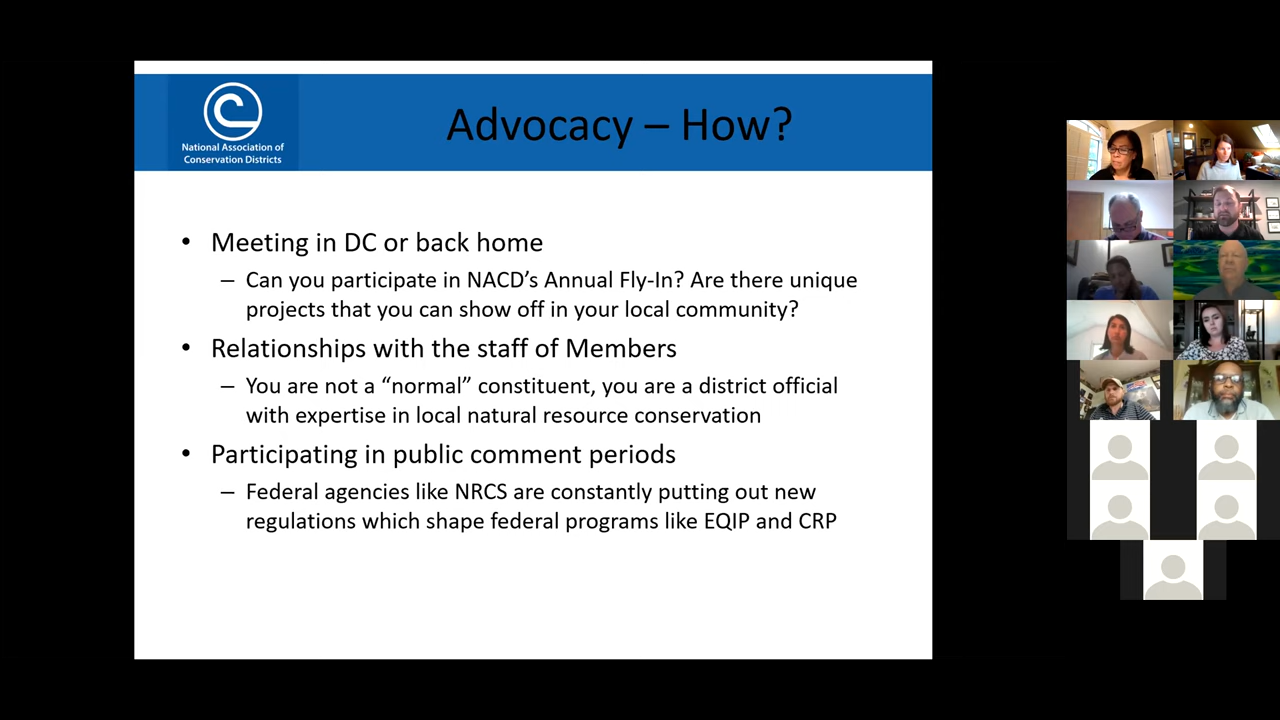 National Association of
Conservation Districts
Advocacy – How?
• Meeting in DC or back home
– Can you participate in NACD's Annual Fly-In? Are there unique
projects that you can show off in your local community?
• Relationships with the staff of Members
– You are not a “normal” constituent, you are a district official
with expertise in local natural resource conservation
• Participating in public comment periods
– Federal agencies like NRCS are constantly putting out new
regulations which shape federal programs like EQIP and CRP